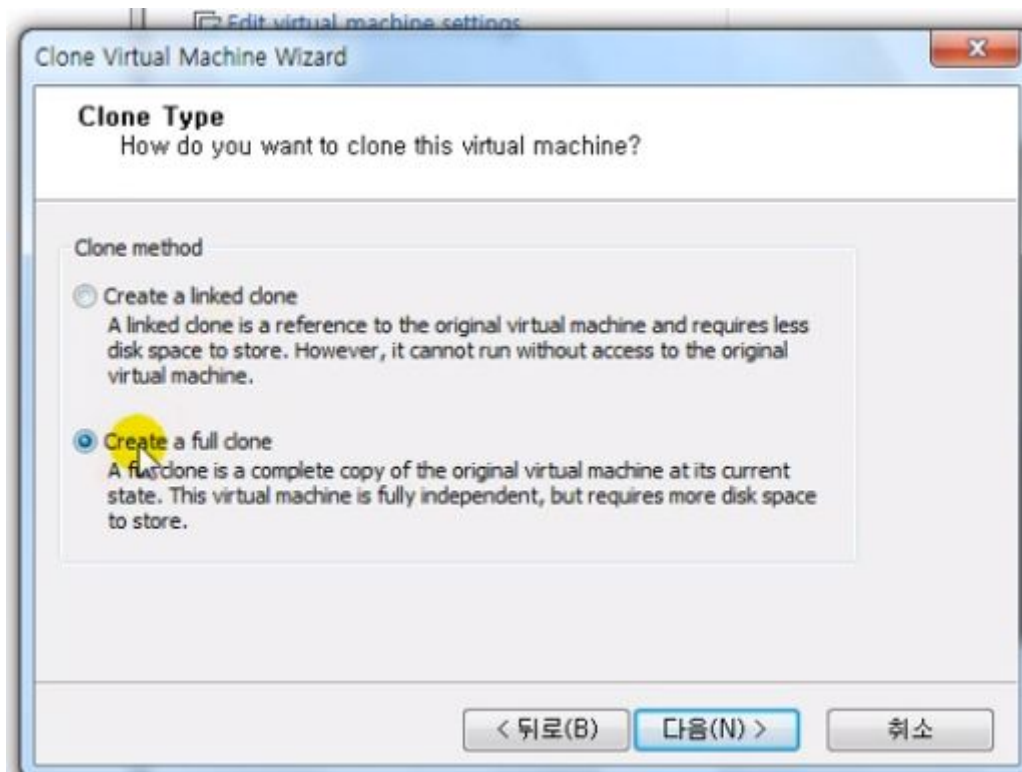 Edit virtual machine settings
Clone Virtual Machine Wizard
Clone Type
How do you want to clone this virtual machine?
Clone method
Create a linked clone
A linked clone is a reference to the original virtual machine and requires less
disk space to store. However, it cannot run without access to the original
virtual machine.
Create a full clone
A full clone is a complete copy of the original virtual machine at its current
state. This virtual machine is fully independent, but requires more disk space
to store.
< 뒤로(B)
다음(N) >
취소